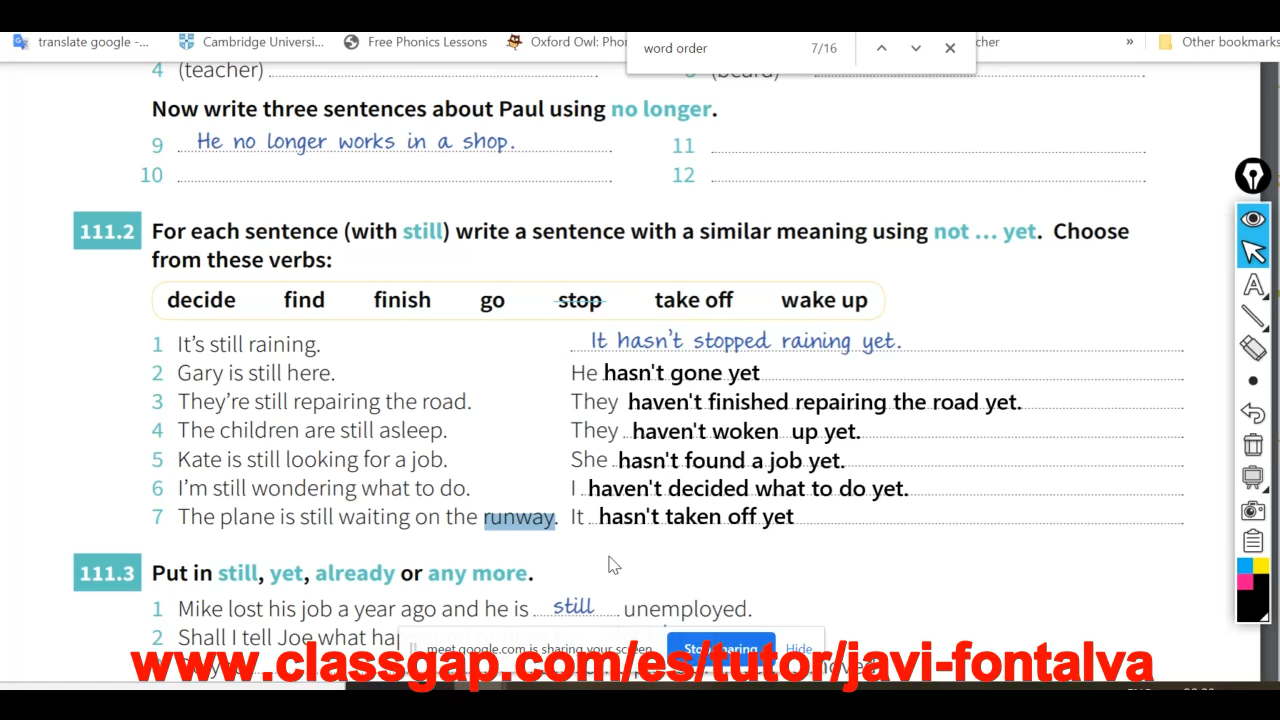 translate google -...
Cambridge Universi...
Free Phonics Lessons
Oxford Owl: Pho
word order
7/16
cher
»
Other bookmarks
4 (teacher)
Now write three sentences about Paul using no longer.
9 He no longer works in a shop.
11
10
12
111.2 For each sentence (with still) write a sentence with a similar meaning using not ... yet. Choose
from these verbs:
decide find finish go stop take off wake up
1 It's still raining. It hasn't stopped raining yet.
2 Gary is still here. He hasn't gone yet
3 They're still repairing the road. They haven't finished repairing the road yet.
4 The children are still asleep. They haven't woken up yet.
5 Kate is still looking for a job. She hasn't found a job yet.
6 I'm still wondering what to do. I haven't decided what to do yet.
7 The plane is still waiting on the runway. It hasn't taken off yet
111.3 Put in still, yet, already or any more.
1 Mike lost his job a year ago and he is still unemployed.
2 Shall I tell Joe what hap
meet.google.com is sharing your screen.
Stop sharing
Hide
www.classgap.com/es/tutor/javi-fontalva